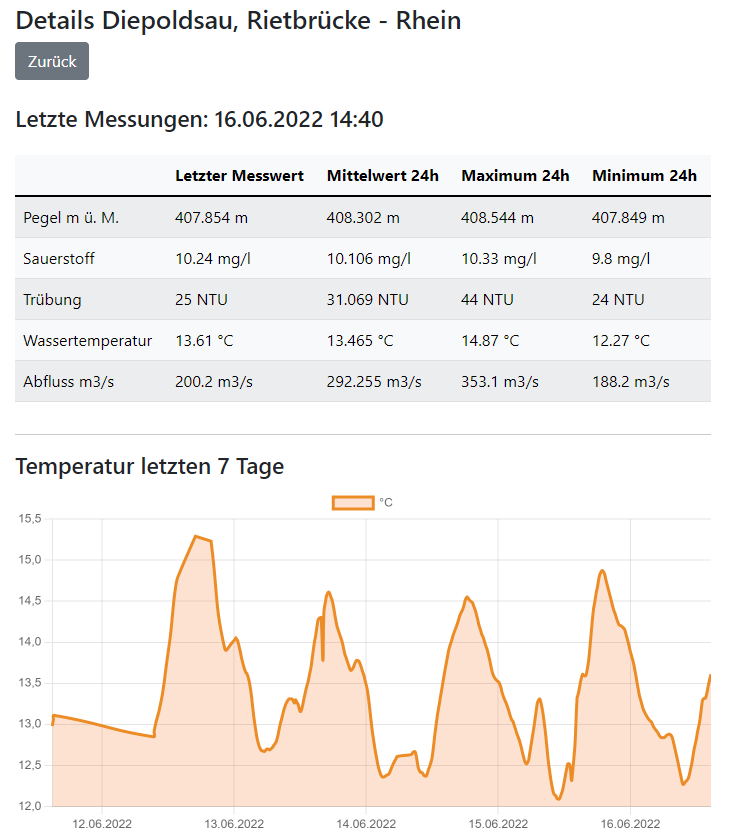 Details Diepoldsau, Rietbrücke - Rhein
Zurück
Letzte Messungen: 16.06.2022 14:40
Letzter Messwert Mittelwert 24h Maximum 24h Minimum 24h
Pegel m ü. M. 407.854 m 408.302 m 408.544 m 407.849 m
Sauerstoff 10.24 mg/l 10.106 mg/l 10.33 mg/l 9.8 mg/l
Trübung 25 NTU 31.069 NTU 44 NTU 24 NTU
Wassertemperatur 13.61 °C 13.465 °C 14.87 °C 12.27 °C
Abfluss m3/s 200.2 m3/s 292.255 m3/s 353.1 m3/s 188.2 m3/s
Temperatur letzten 7 Tage
°C
15,5
15,0
14,5
14,0
13,5
13,0
12,5
12,0
12.06.2022 13.06.2022 14.06.2022 15.06.2022 16.06.2022